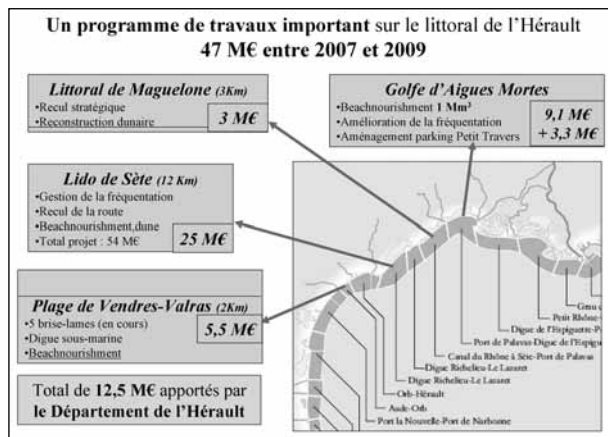 Un programme de travaux important sur le littoral de l'Hérault
47 M€ entre 2007 et 2009
Littoral de Maguelone (3Km)
•Recul stratégique
•Reconstruction dunaire
3 M€
Golfe d'Aigues Mortes
•Beachnourishment 1 Mm³
•Amélioration de la fréquentation
•Aménagement parking Petit Travers
9,1 M€
+ 3,3 M€
Lido de Sète (12 Km)
•Gestion de la fréquentation
•Recul de la route
•Beachnourishment,dune
•Total projet : 54 M€
25 M€
Plage de Vendres-Valras (2Km)
•5 brise-lames (en cours)
•Digue sous-marine
•Beachnourishment
5,5 M€
Total de 12,5 M€ apportés par
le Département de l'Hérault
Grau
Petit Rhône-
Digue de l'Espiguette-P
Port de Palavas-Digue de l'Espig
Canal du Rhône à Sète-Port de Palavas
Digue Richelieu-Le Lazaret
Digue Richelieu-Le Lazaret
Orb-Hérault
Aude-Orb
Port la Nouvelle-Port de Narbonne